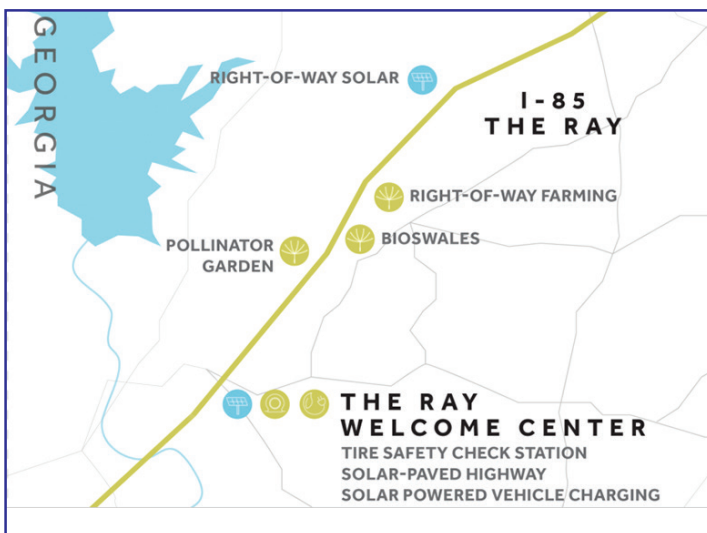 GEORGIA
RIGHT-OF-WAY SOLAR
I-85
THE RAY
RIGHT-OF-WAY FARMING
BIOSWALES
POLLINATOR
GARDEN
THE RAY
WELCOME CENTER
TIRE SAFETY CHECK STATION
SOLAR-PAVED HIGHWAY
SOLAR POWERED VEHICLE CHARGING